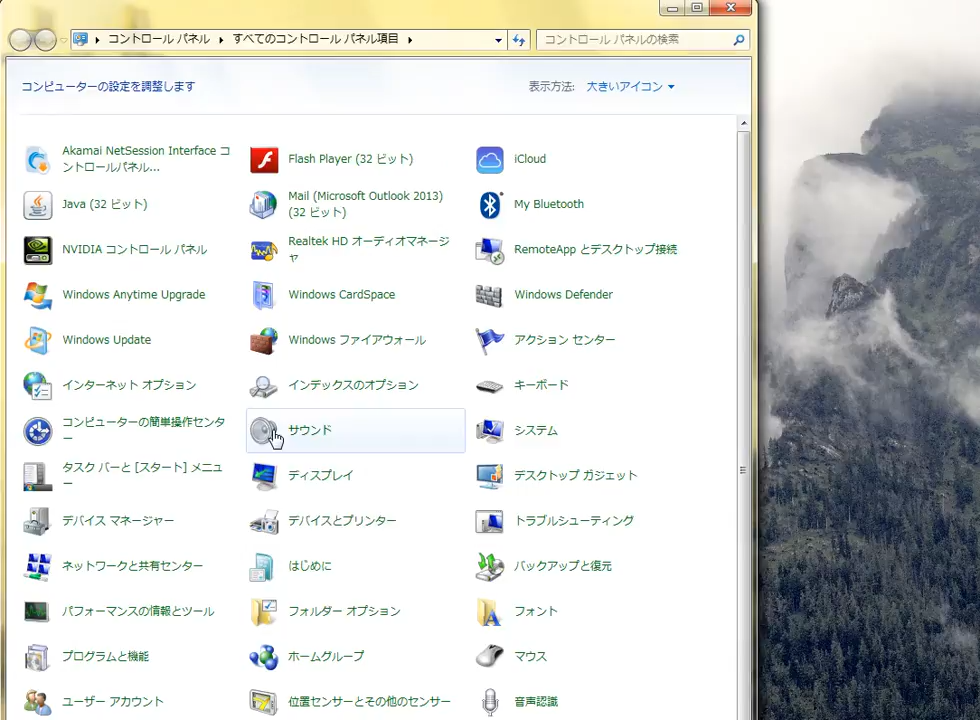 コントロール パネル ▸ すべてのコントロール パネル項目 ▸
コントロール パネルの検索
コンピューターの設定を調整します
表示方法: 大きいアイコン
Akamai NetSession Interface コ
ントロールパネル...
Flash Player (32 ビット)
iCloud
Java (32 ビット)
Mail (Microsoft Outlook 2013)
(32 ビット)
My Bluetooth
NVIDIA コントロール パネル
Realtek HD オーディオマネージ
ャ
RemoteApp とデスクトップ接続
Windows Anytime Upgrade
Windows CardSpace
Windows Defender
Windows Update
Windows ファイアウォール
アクション センター
インターネット オプション
インデックスのオプション
キーボード
コンピューターの簡単操作センタ
ー
サウンド
システム
タスク バーと [スタート] メニュ
ー
ディスプレイ
デスクトップ ガジェット
デバイス マネージャー
デバイスとプリンター
トラブルシューティング
ネットワークと共有センター
はじめに
バックアップと復元
パフォーマンスの情報とツール
フォルダー オプション
フォント
プログラムと機能
ホームグループ
マウス
ユーザー アカウント
位置センサーとその他のセンサー
音声認識